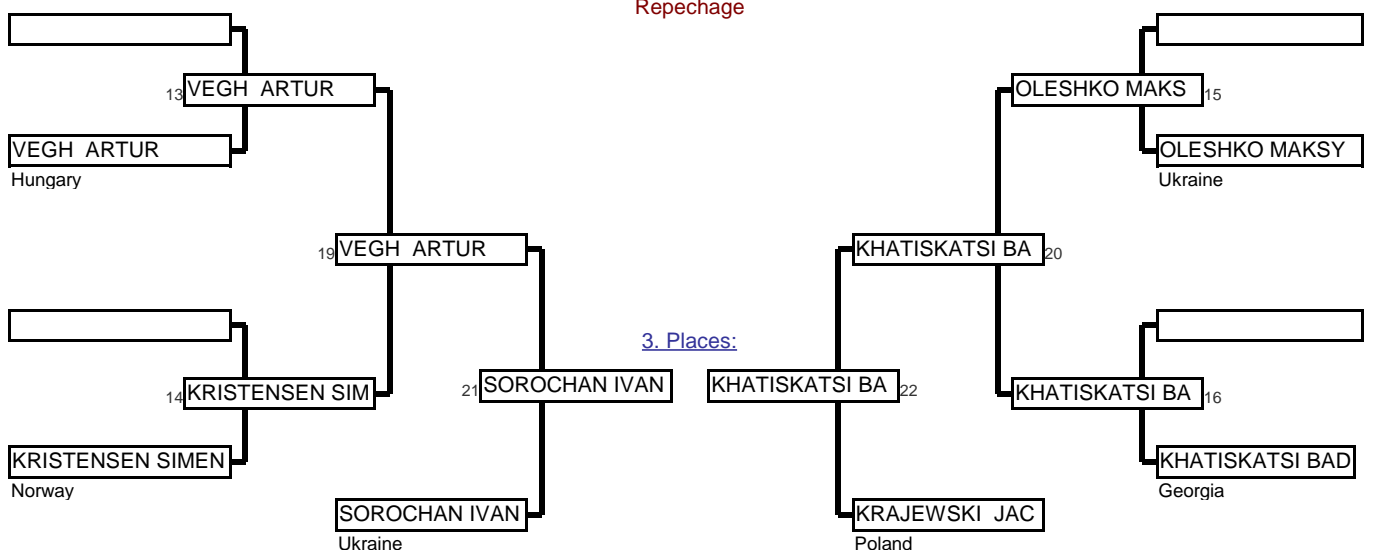 Repechage
13 VEGH ARTUR
OLESHKO MAKS 15
VEGH ARTUR
Hungary
OLESHKO MAKSY
Ukraine
19 VEGH ARTUR
KHATISKATSI BA 20
3. Places:
14 KRISTENSEN SIM
21 SOROCHAN IVAN
KHATISKATSI BA 22
KHATISKATSI BA 16
KRISTENSEN SIMEN
Norway
KHATISKATSI BAD
Georgia
SOROCHAN IVAN
Ukraine
KRAJEWSKI JAC
Poland